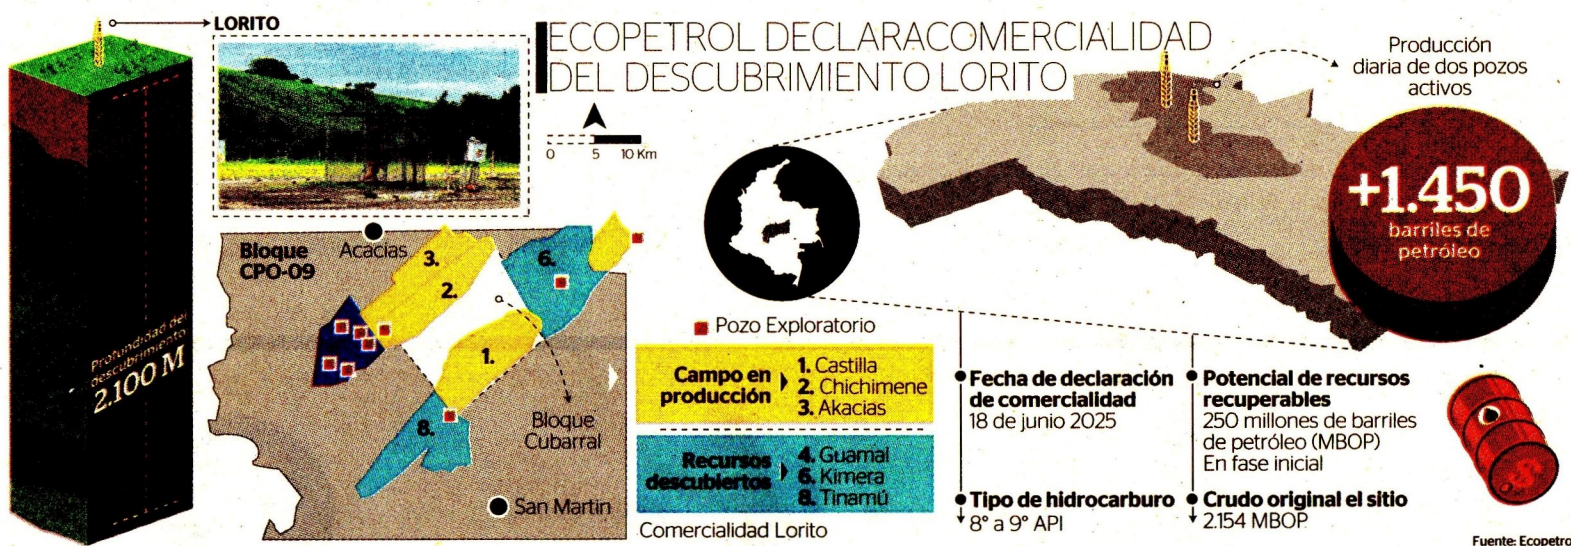 LORITO
ECOPETROL DECLARACOMERCIALIDAD
DEL DESCUBRIMIENTO LORITO
Producción
diaria de dos pozos
activos
+1.450
barriles de
petróleo
0 5 10 Km
Profundidad del
descubrimiento
2.100 M
Bloque
CPO-09
Acacias
3.
2.
6.
1.
8.
Bloque
Cubarral
San Martin
Pozo Exploratorio
Campo en
producción
1. Castilla
2. Chichimene
3. Akacias
Recursos
descubiertos
4. Guamal
6. Kimera
8. Tinamú
Comercialidad Lorito
Fecha de declaración
de comercialidad
18 de junio 2025
Tipo de hidrocarburo
8° a 9° API
Potencial de recursos
recuperables
250 millones de barriles
de petróleo (MBOP)
En fase inicial
Crudo original el sitio
2.154 MBOP
$
Fuente: Ecopetro